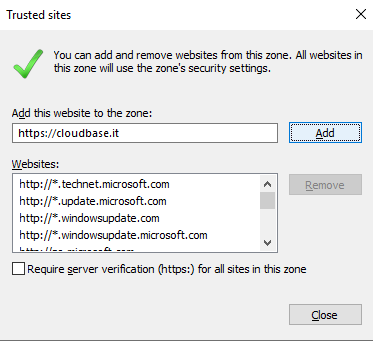 Trusted sites
You can add and remove websites from this zone. All websites in
this zone will use the zone's security settings.
Add this website to the zone:
https://cloudbase.it
Add
Websites:
http://*.technet.microsoft.com
http://*.update.microsoft.com
http://*.windowsupdate.com
http://*.windowsupdate.microsoft.com
Remove
Require server verification (https:) for all sites in this zone
Close